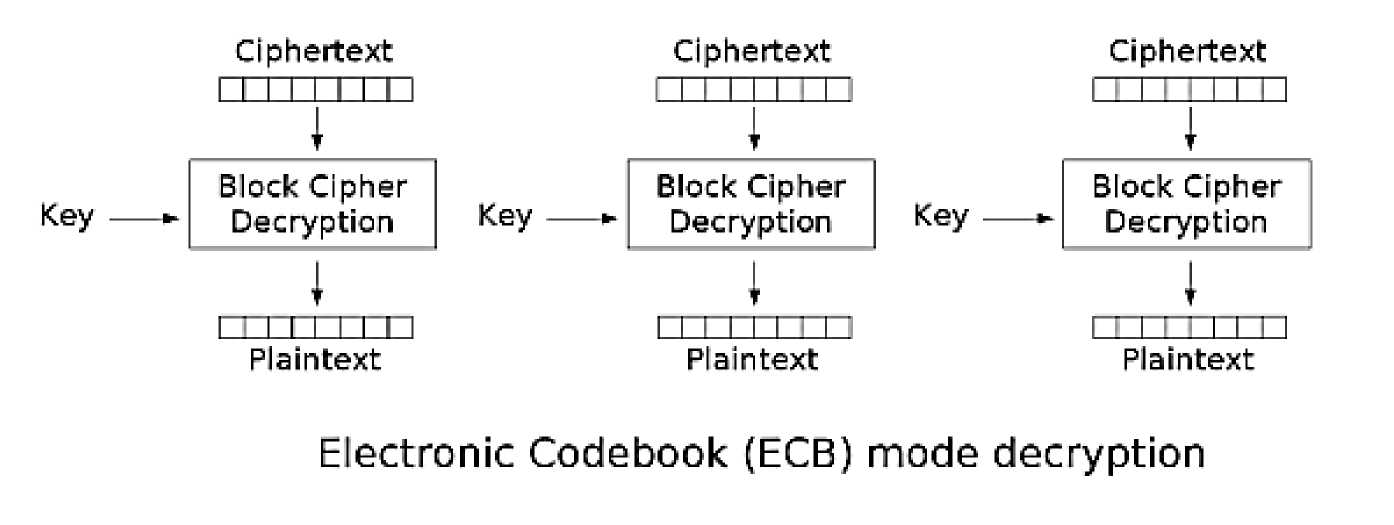 Ciphertext Ciphertext Ciphertext
Block Cipher Block Cipher Block Cipher
Key Decryption Key Decryption Key Decryption
Plaintext Plaintext Plaintext
Electronic Codebook (ECB) mode decryption